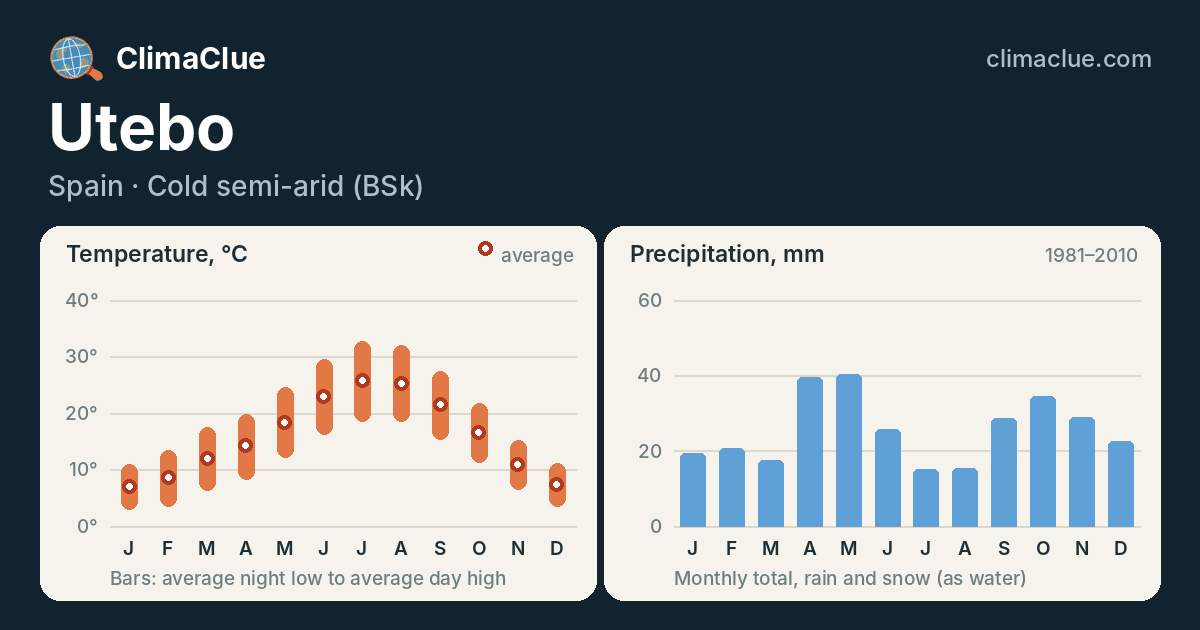 ClimaClue
climaclue.com
Utebo
Spain · Cold semi-arid (BSk)
Temperature, °C
average
40°
30°
20°
10°
0°
J F M A M J J A S O N D
Bars: average night low to average day high
Precipitation, mm
1981–2010
60
40
20
0
J F M A M J J A S O N D
Monthly total, rain and snow (as water)